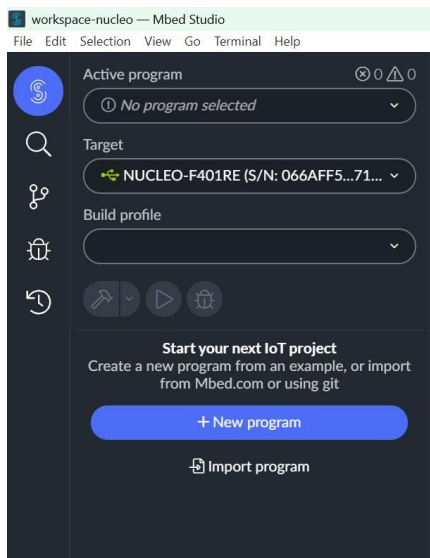 workspace-nucleo — Mbed Studio
File Edit Selection View Go Terminal Help
Active program 0 0
No program selected
Target
NUCLEO-F401RE (S/N: 066AFF5...71...
Build profile
Start your next IoT project
Create a new program from an example, or import
from Mbed.com or using git
+ New program
Import program